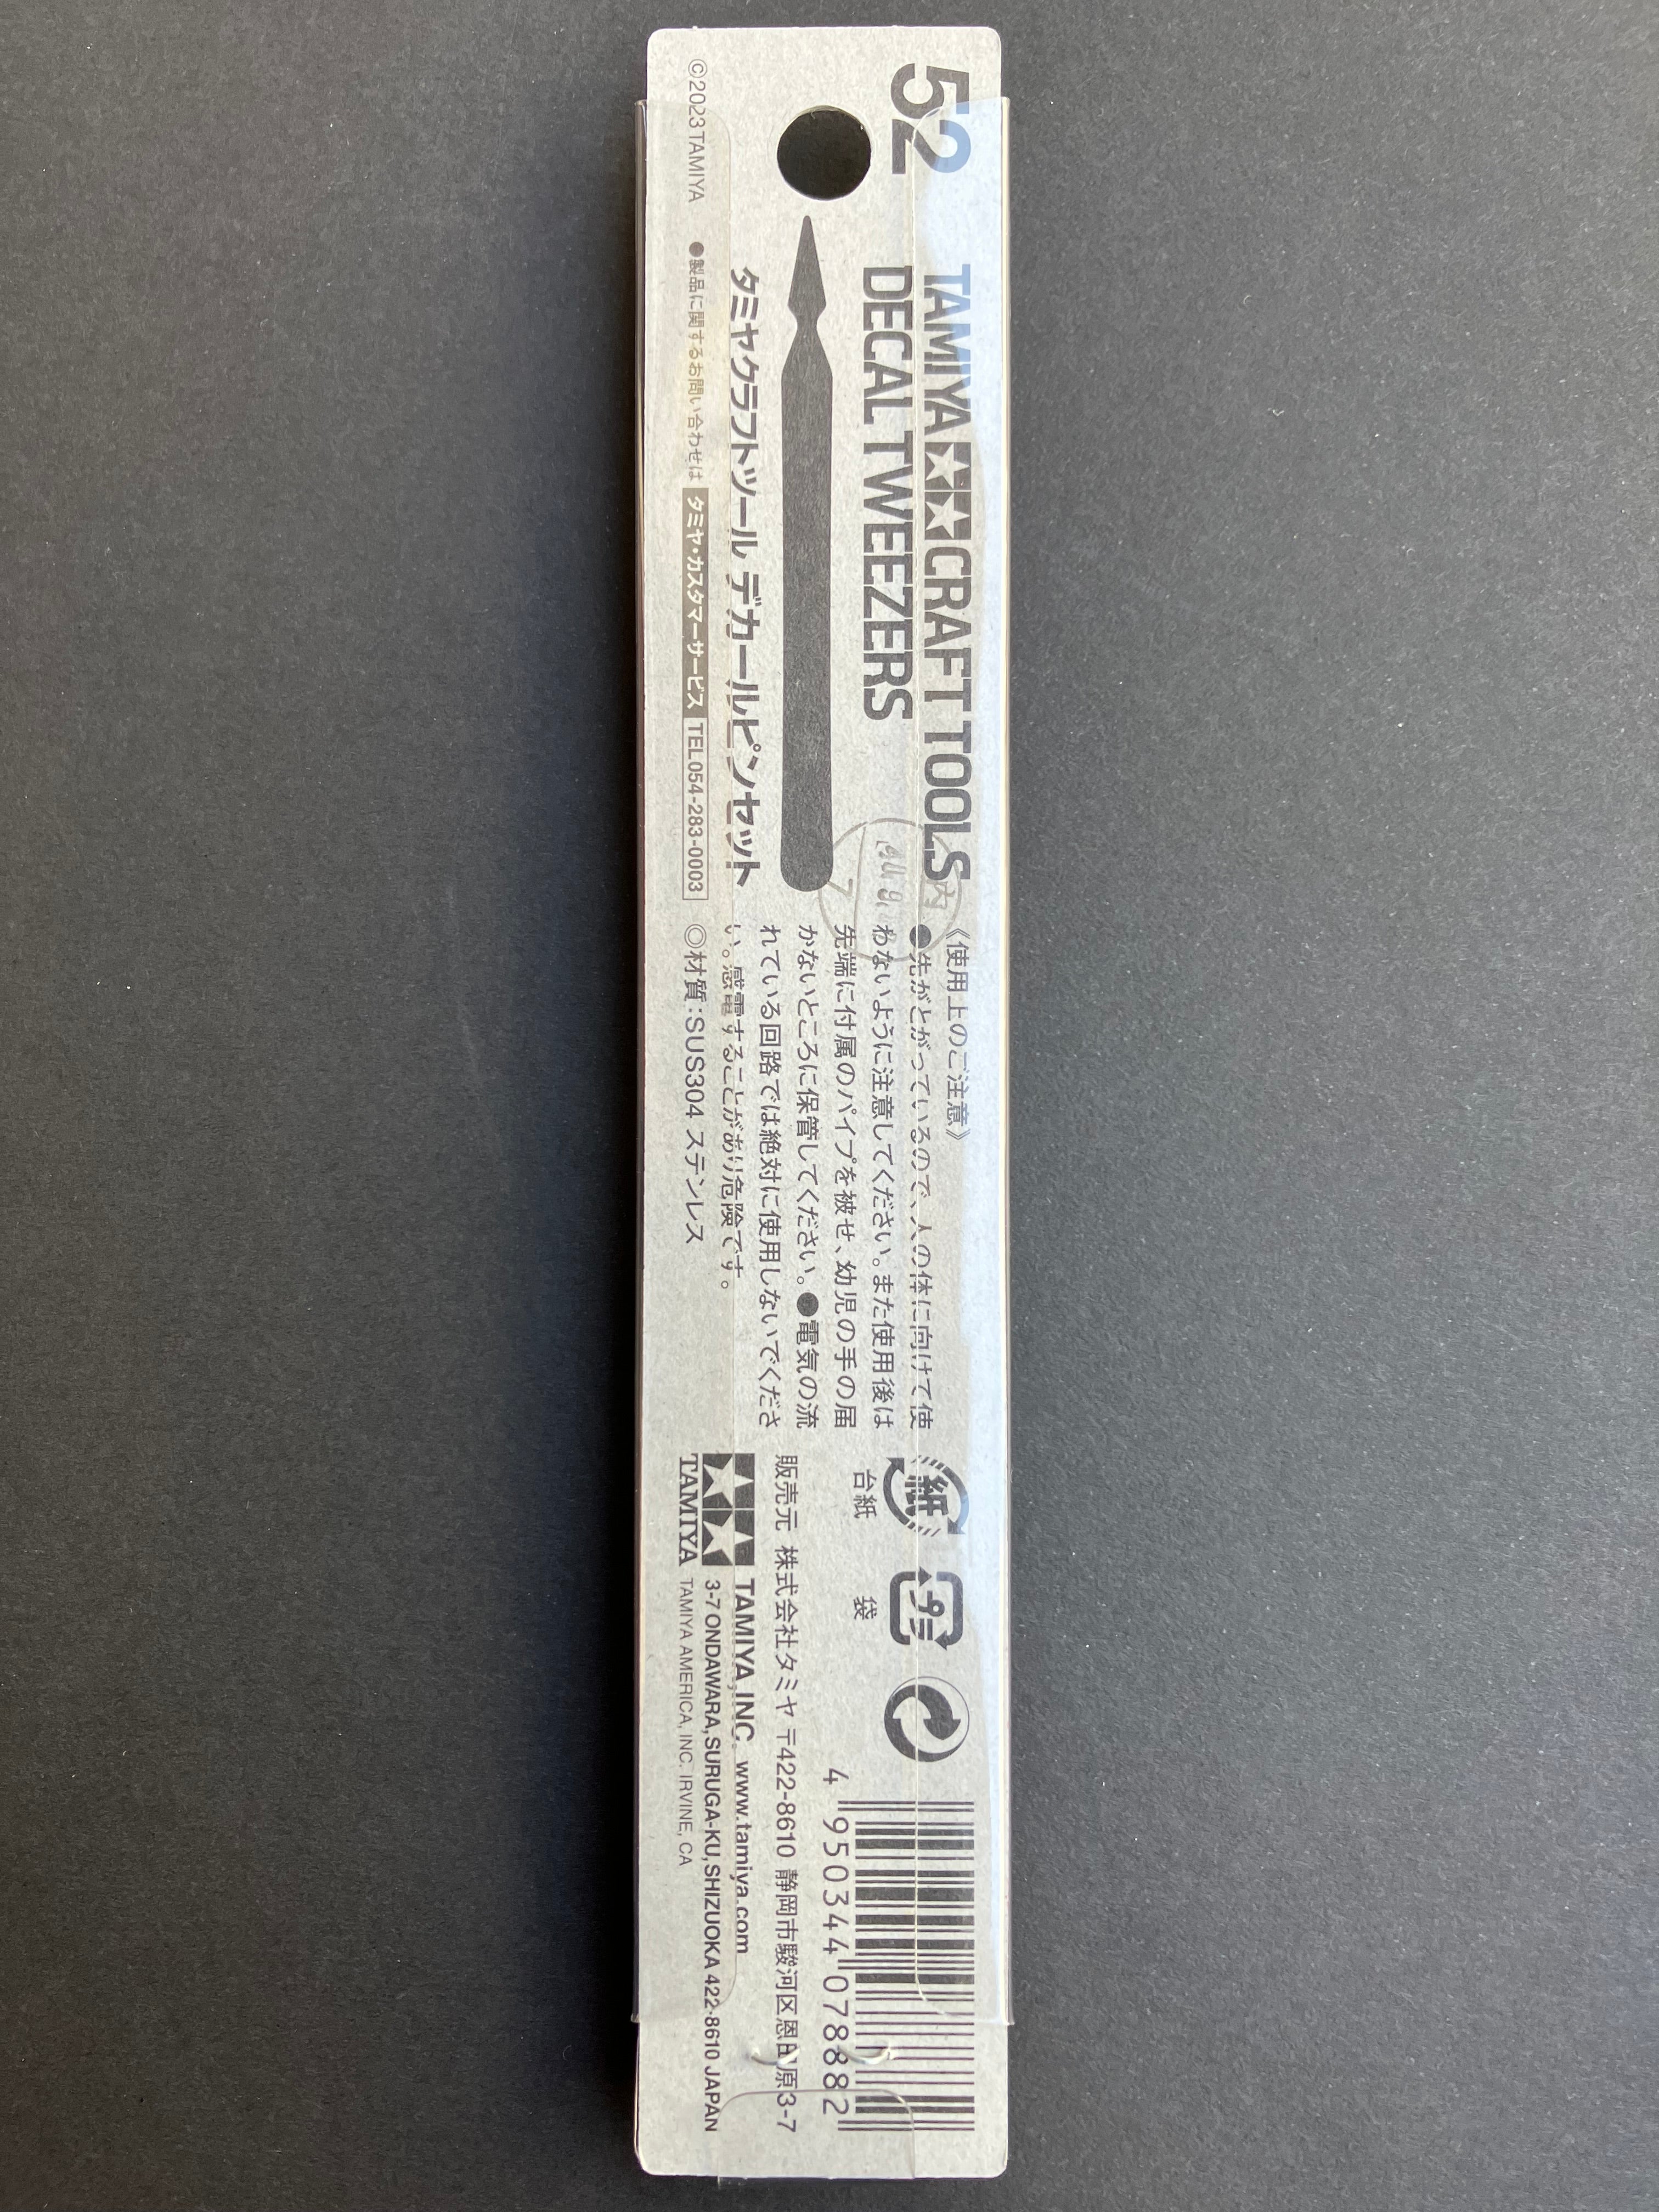 52
TAMIYA CRAFT TOOLS
DECAL TWEEZERS
タミヤクラフトツール デカールピンセット
©2023 TAMIYA
●製品に関するお問い合わせは タミヤ・カスタマーサービス TEL054-283-0003
《使用上のご注意》
●先がとがっているので、人の体に向けて使
わないように注意してください。また使用後は
先端に付属のパイプを被せ、幼児の手の届
かないところに保管してください。●電気の流
れている回路では絶対に使用しないでくださ
い。感電することがあり危険です。
◎材質：SUS304 ステンレス
紙
台紙
プラ
袋
4 950344 078882
販売元 株式会社タミヤ 〒422-8610 静岡市駿河区恩田原3-7
TAMIYA
TAMIYA, INC. www.tamiya.com
3-7 ONDAWARA, SURUGA-KU, SHIZUOKA 422-8610 JAPAN
TAMIYA AMERICA, INC. IRVINE, CA